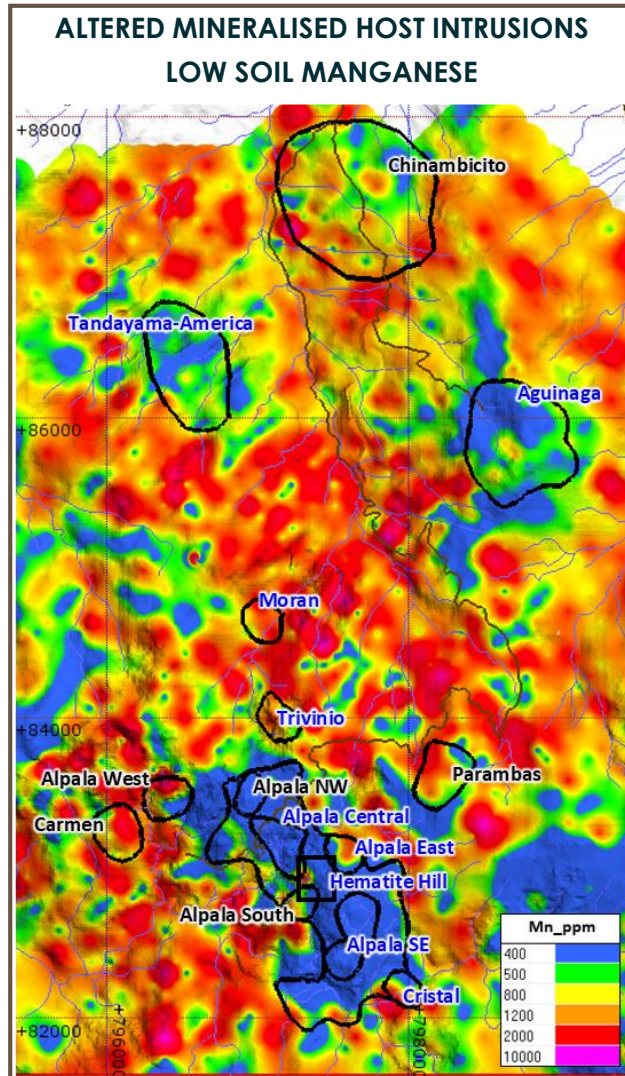 ALTERED MINERALISED HOST INTRUSIONS
LOW SOIL MANGANESE
+88000
Chinambicito
Tandayama-America
Aguinaga
+86000
Moran
Trivinio
+84000
Alpala West
Alpala NW
Parambas
Carmen
Alpala Central
Alpala East
Hematite Hill
Alpala South
Alpala SE
Cristal
+82000
+796000
+798000
Mn_ppm
400
500
800
1200
2000
10000